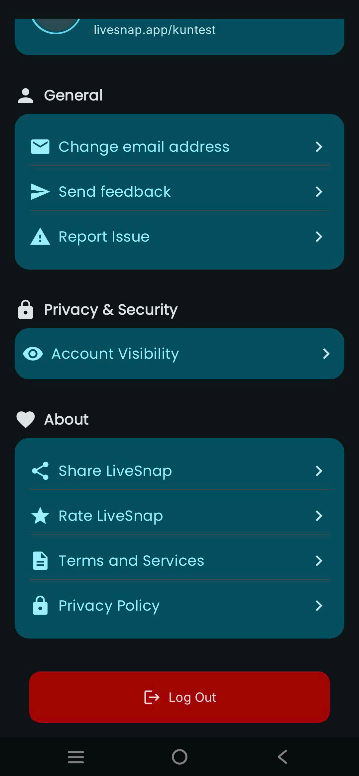 livesnap.app/kuntest
General
Change email address
Send feedback
Report Issue
Privacy & Security
Account Visibility
About
Share LiveSnap
Rate LiveSnap
Terms and Services
Privacy Policy
Log Out